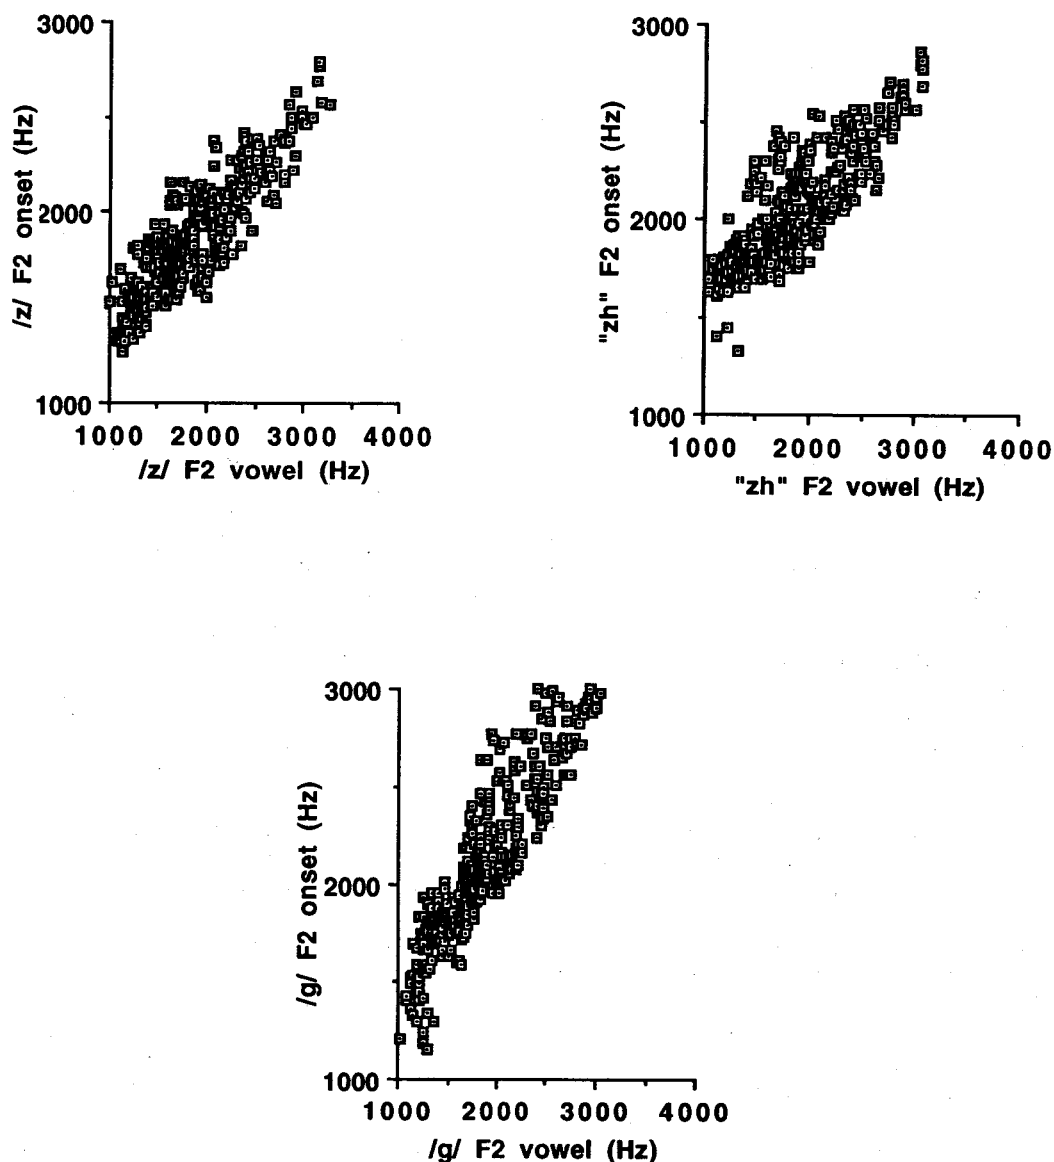 3000
2000
1000
/z/ F2 onset (Hz)
1000 2000 3000 4000
/z/ F2 vowel (Hz)
3000
2000
1000
"zh" F2 onset (Hz)
1000 2000 3000 4000
"zh" F2 vowel (Hz)
3000
2000
1000
/g/ F2 onset (Hz)
1000 2000 3000 4000
/g/ F2 vowel (Hz)